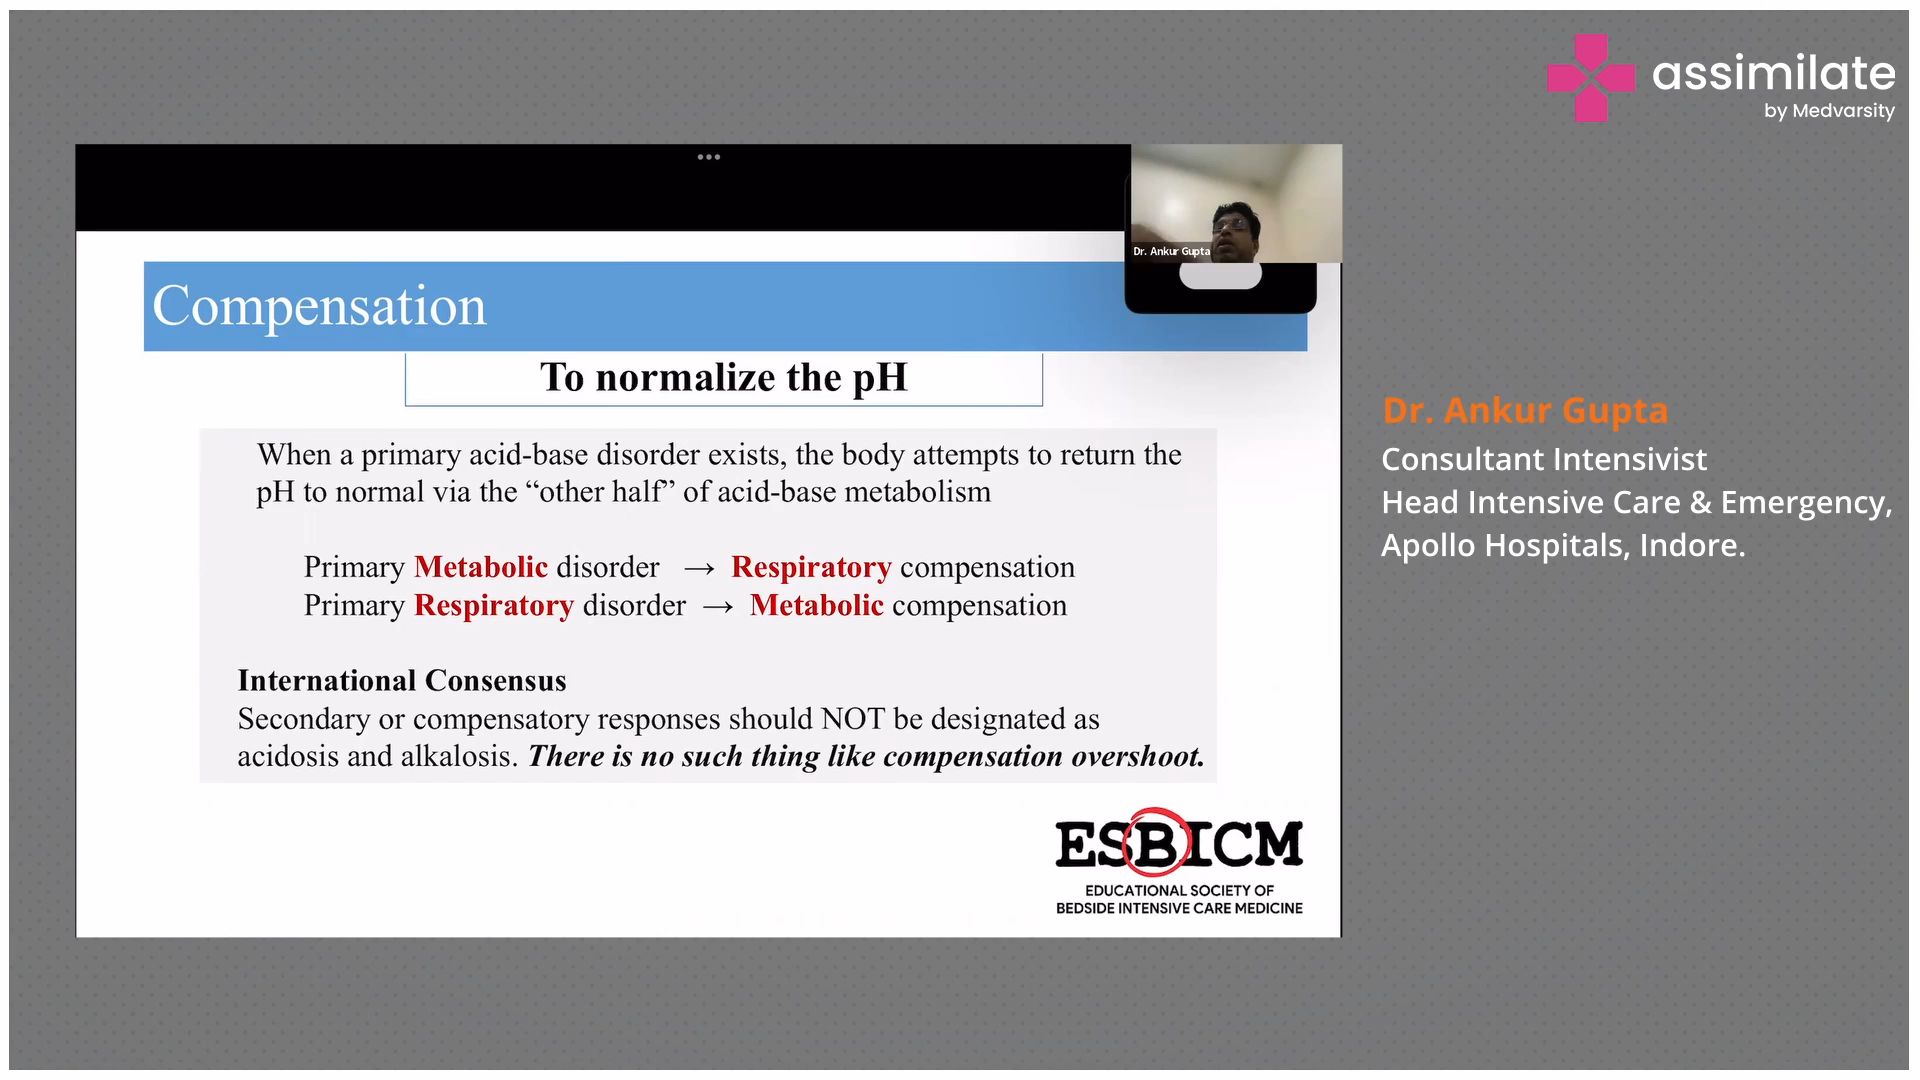 assimilate
by Medvarsity
Dr. Ankur Gupta
Compensation
To normalize the pH
When a primary acid-base disorder exists, the body attempts to return the
pH to normal via the “other half” of acid-base metabolism
Primary Metabolic disorder → Respiratory compensation
Primary Respiratory disorder → Metabolic compensation
International Consensus
Secondary or compensatory responses should NOT be designated as
acidosis and alkalosis. There is no such thing like compensation overshoot.
ESBICM
EDUCATIONAL SOCIETY OF
BEDSIDE INTENSIVE CARE MEDICINE
Dr. Ankur Gupta
Consultant Intensivist
Head Intensive Care & Emergency,
Apollo Hospitals, Indore.